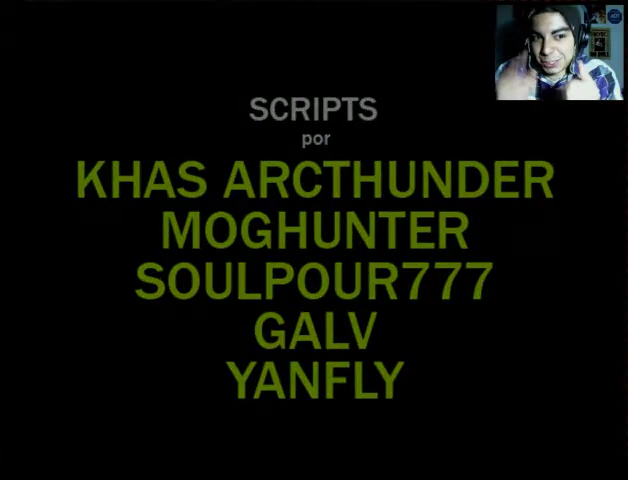 SCRIPTS
por
KHAS ARCTHUNDER
MOGHUNTER
SOULPOUR777
GALV
YANFLY